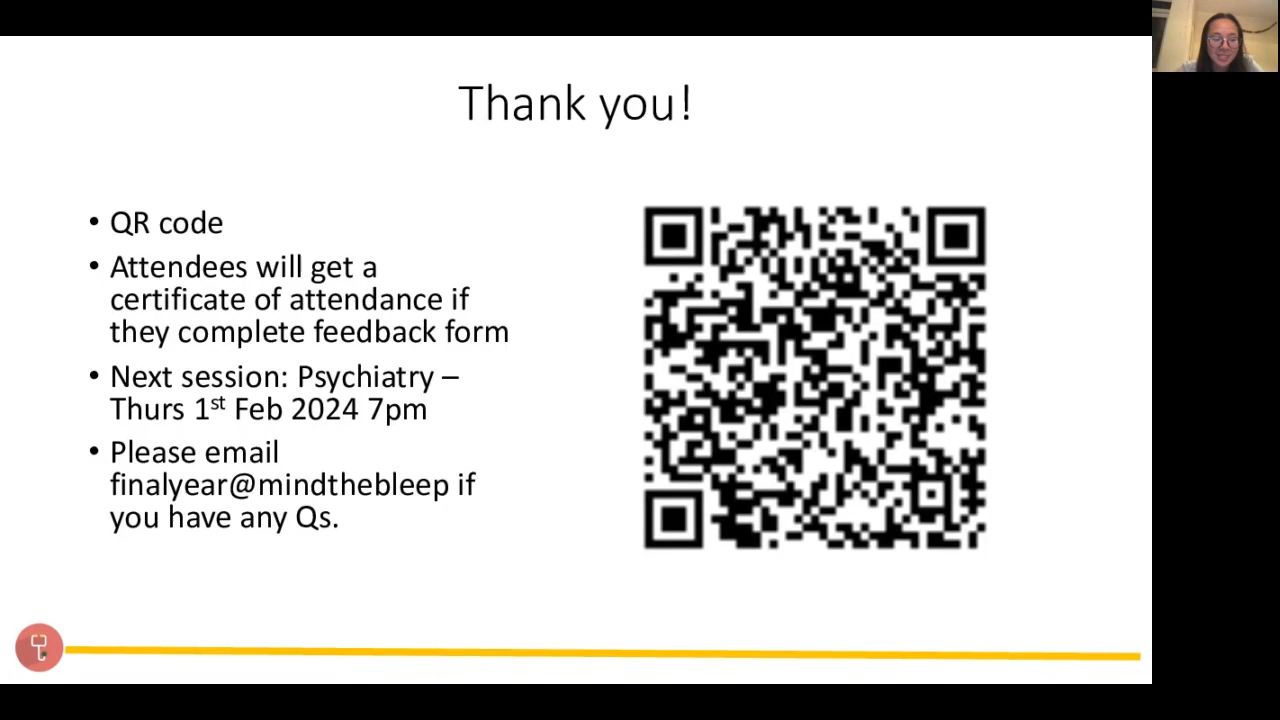 Thank you!
• QR code
• Attendees will get a
certificate of attendance if
they complete feedback form
• Next session: Psychiatry –
Thurs 1st Feb 2024 7pm
• Please email
finalyear@mindthebleep if
you have any Qs.